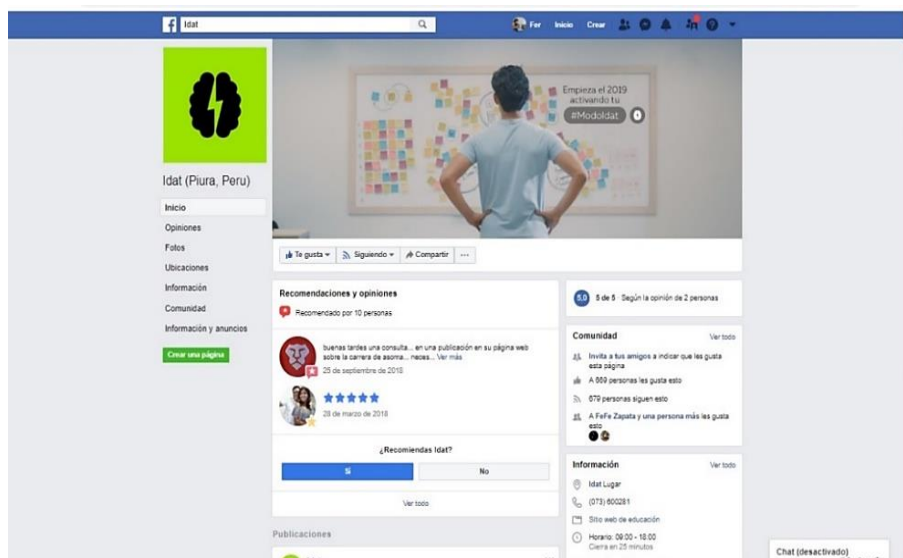 Idat
Fer
Inicio
Crear
Empieza el 2019
activando tu
#ModoIdat
Idat (Piura, Peru)
Inicio
Opiniones
Fotos
Ubicaciones
Información
Comunidad
Información y anuncios
Crear una página
Te gusta
Siguiendo
Compartir
Recomendaciones y opiniones
Recomendado por 10 personas
buenas tardes una consulta... en una publicación en su página web
sobre la carrera de asoma... neces... Ver más
25 de septiembre de 2018
28 de marzo de 2018
¿Recomiendas Idat?
Sí
No
Ver todo
Publicaciones
5,0
5 de 5 · Según la opinión de 2 personas
Comunidad
Ver todo
Invita a tus amigos a indicar que les gusta
esta página
A 669 personas les gusta esto
679 personas siguen esto
A FeFe Zapata y una persona más les gusta
esto
Información
Ver todo
Idat Lugar
(073) 600281
Sitio web de educación
Horario: 09:00 - 18:00
Cierra en 25 minutos
Chat (desactivado)